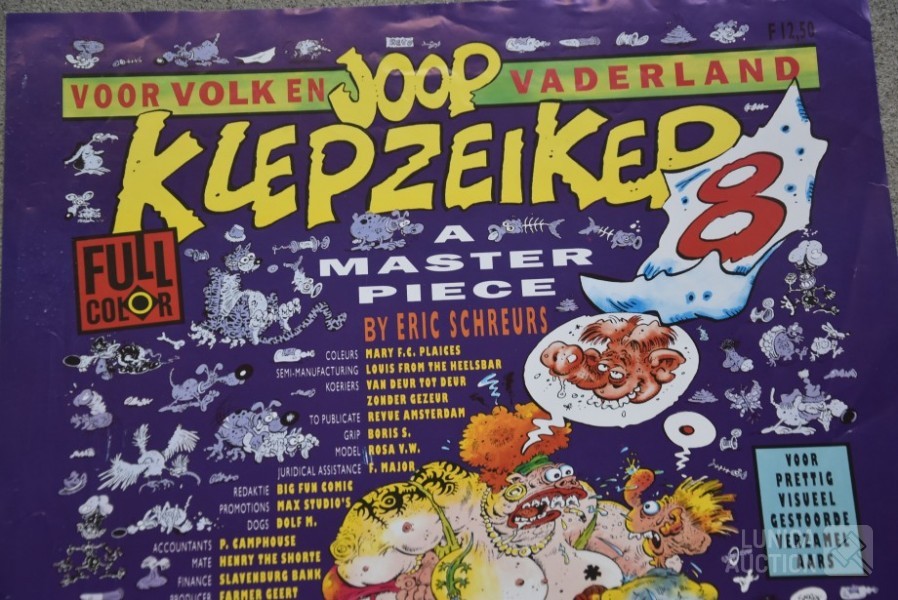 F 12,50
VOOR VOLK EN JOOP VADERLAND
KLEPZEIKER 8
FULL COLOR
A
MASTER
PIECE
BY ERIC SCHREURS
COLEURS MARY F.C. PLAICES
SEMI-MANUFACTURING LOUIS FROM THE HEELSBAR
KOERIERS VAN DEUR TOT DEUR
ZONDER GEZEUR
TO PUBLICATE REVUE AMSTERDAM
GRIP BORIS S.
MODEL ROSA V.W.
JURIDICAL ASSISTANCE F. MAJOR
REDAKTIE BIG FUN COMIC
PROMOTIONS MAX STUDIO'S
DOGS DOLF M.
ACCOUNTANTS P. CAMPHOUSE
MATE HENRY THE SHORTE
FINANCE SLAVENBURG BANK
PRODUCER FARMER GEERT
VOOR
PRETTIG
VISUEEL
GESTOORDE
VERZAMEL
AARS